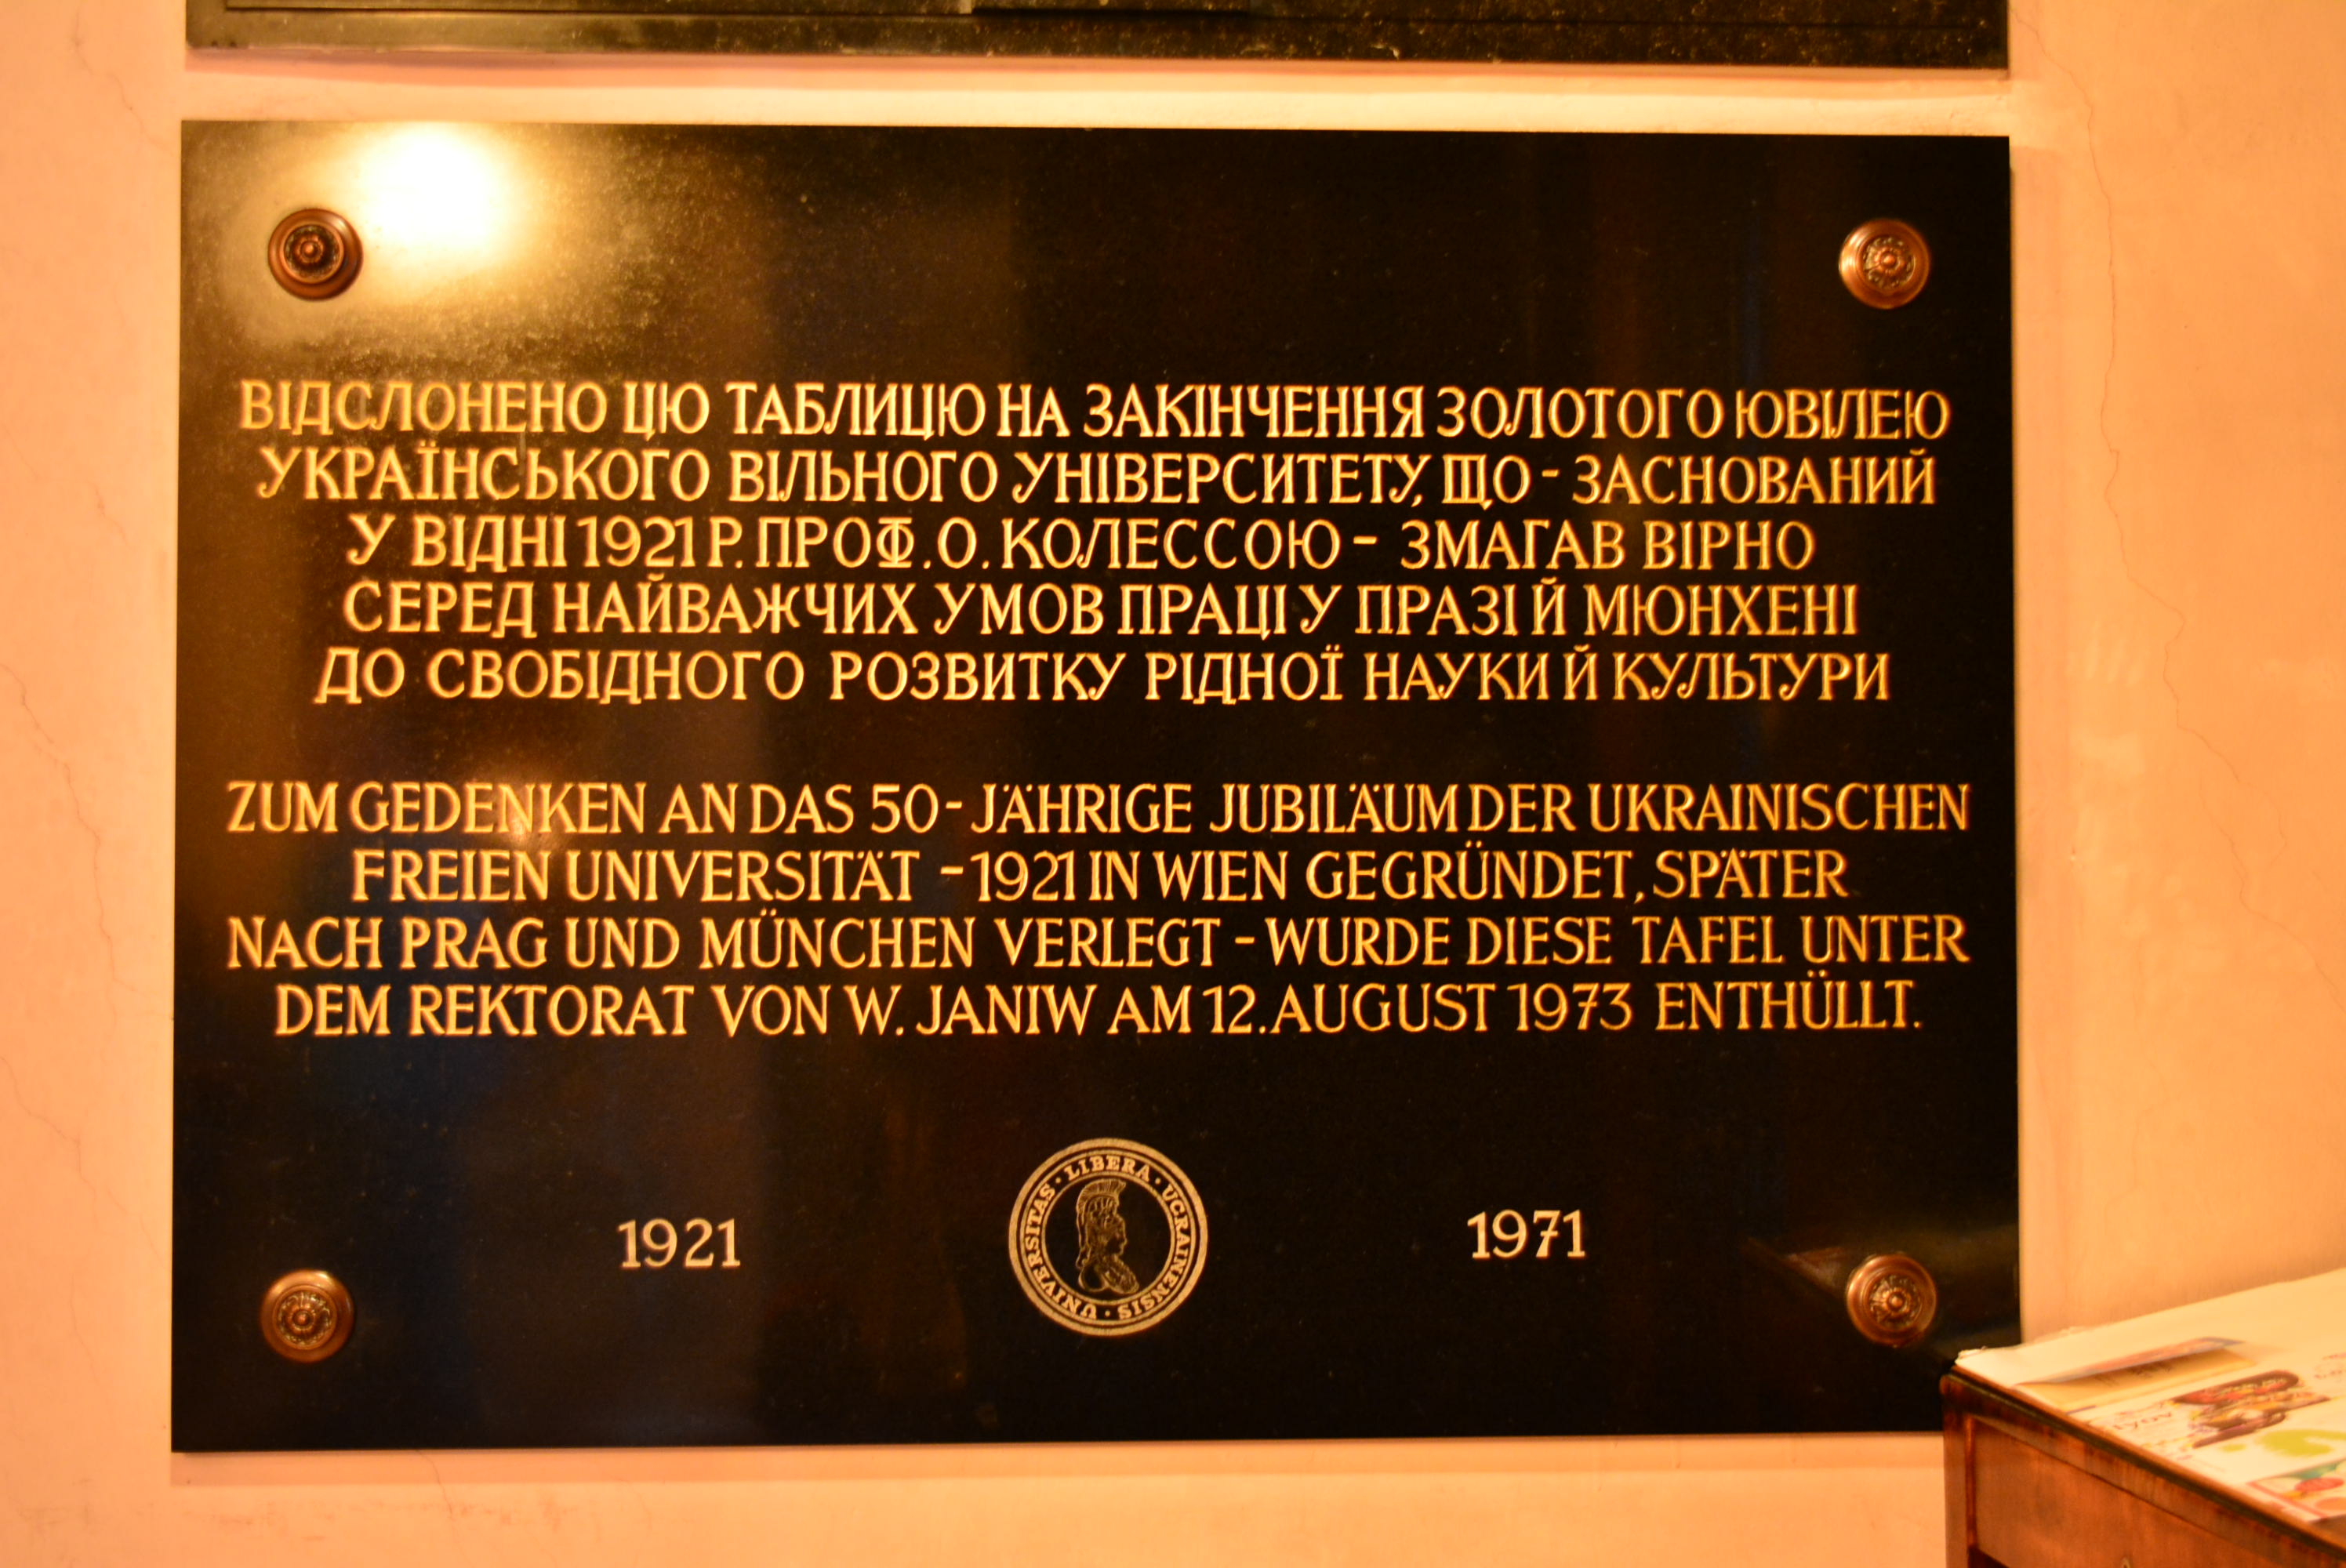 ВІДСЛОНЕНО ЦЮ ТАБЛИЦЮ НА ЗАКІНЧЕННЯ ЗОЛОТОГО ЮВІЛЕЮ
УКРАЇНСЬКОГО ВІЛЬНОГО УНІВЕРСИТЕТУ, ЩО - ЗАСНОВАНИЙ
У ВІДНІ 1921 Р. ПРОФ. О. КОЛЕССОЮ - ЗМАГАВ ВІРНО
СЕРЕД НАЙВАЖЧИХ УМОВ ПРАЦІ У ПРАЗІ Й МЮНХЕНІ
ДО СВОБІДНОГО РОЗВИТКУ РІДНОЇ НАУКИ Й КУЛЬТУРИ
ZUM GEDENKEN AN DAS 50-JÄHRIGE JUBILÄUM DER UKRAINISCHEN
FREIEN UNIVERSITÄT - 1921 IN WIEN GEGRÜNDET, SPÄTER
NACH PRAG UND MÜNCHEN VERLEGT - WURDE DIESE TAFEL UNTER
DEM REKTORAT VON W. JANIW AM 12. AUGUST 1973 ENTHÜLLT.
1921
UNIVERSITAS · LIBERA · UCRAINENSIS ·
1971